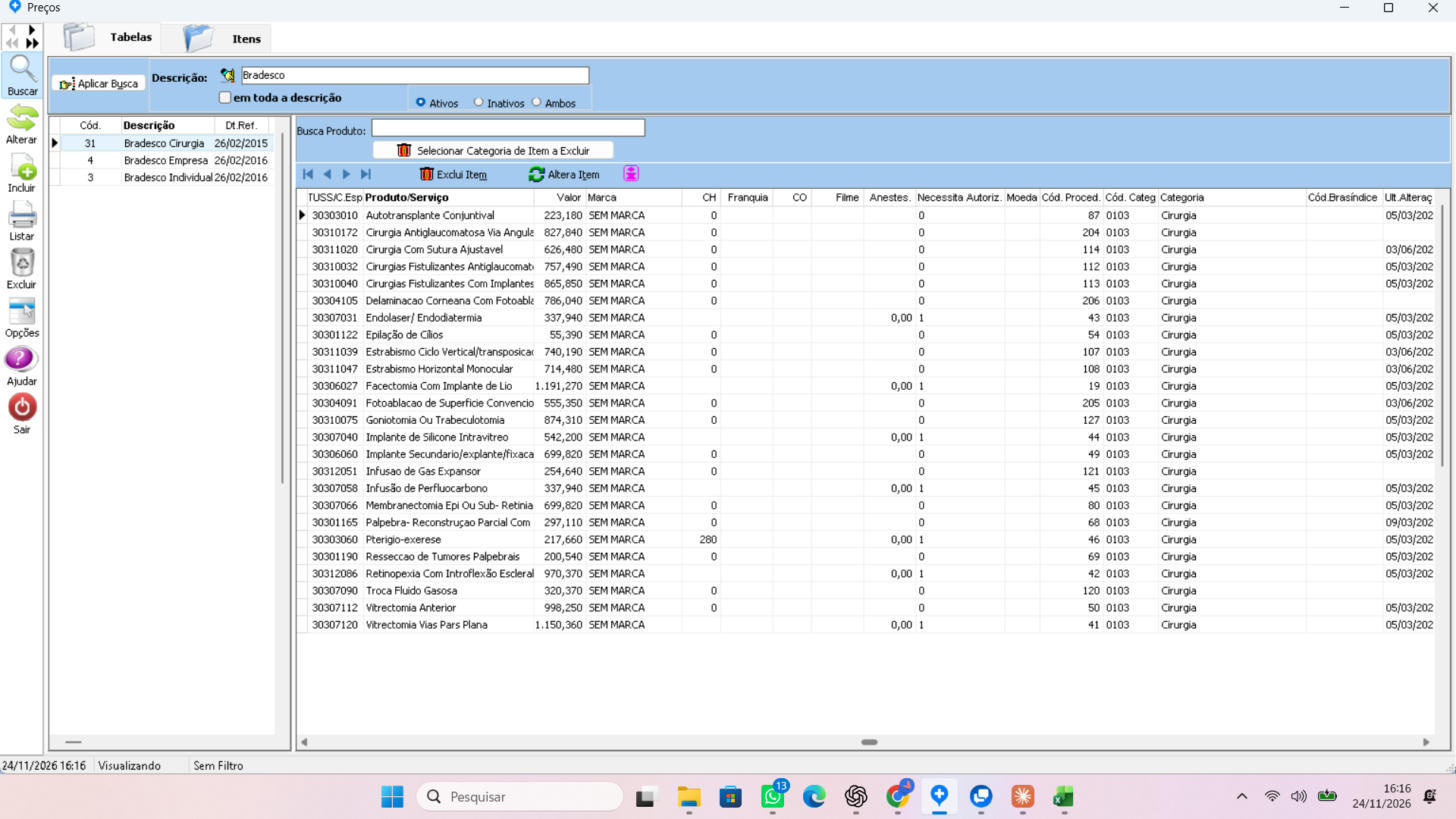 Preços
Tabelas Itens
Buscar
Aplicar Busca Descrição: Bradesco
em toda a descrição Ativos Inativos Ambos
Alterar
Incluir
Listar
Excluir
Opções
Ajudar
Sair
Cód. Descrição Dt.Ref.
31 Bradesco Cirurgia 26/02/2015
4 Bradesco Empresa 26/02/2016
3 Bradesco Individual 26/02/2016
Busca Produto:
Selecionar Categoria de Item a Excluir
Exclui Item Altera Item
TUSS/C.Esp Produto/Serviço Valor Marca CH Franquia CO Filme Anestes. Necessita Autoriz. Moeda Cód. Proced. Cód. Categ Categoria Cód.Brasíndice Ult.Alteraç
30303010 Autotransplante Conjuntival 223,180 SEM MARCA 0 0 87 0103 Cirurgia 05/03/202
30310172 Cirurgia Antiglaucomatosa Via Angula 827,840 SEM MARCA 0 0 204 0103 Cirurgia
30311020 Cirurgia Com Sutura Ajustavel 626,480 SEM MARCA 0 0 114 0103 Cirurgia 03/06/202
30310032 Cirurgias Fistulizantes Antiglaucomat 757,490 SEM MARCA 0 0 112 0103 Cirurgia 05/03/202
30310040 Cirurgias Fistulizantes Com Implantes 865,850 SEM MARCA 0 0 113 0103 Cirurgia 05/03/202
30304105 Delaminacao Corneana Com Fotoabla 786,040 SEM MARCA 0 0 206 0103 Cirurgia
30307031 Endolaser/ Endodiatermia 337,940 SEM MARCA 0,00 1 43 0103 Cirurgia 05/03/202
30301122 Epilação de Cílios 55,390 SEM MARCA 0 0 54 0103 Cirurgia 05/03/202
30311039 Estrabismo Ciclo Vertical/transposicac 740,190 SEM MARCA 0 0 107 0103 Cirurgia 03/06/202
30311047 Estrabismo Horizontal Monocular 714,480 SEM MARCA 0 0 108 0103 Cirurgia 03/06/202
30306027 Facectomia Com Implante de Lio 1.191,270 SEM MARCA 0,00 1 19 0103 Cirurgia 05/03/202
30304091 Fotoablacao de Superficie Convencio 555,350 SEM MARCA 0 0 205 0103 Cirurgia 03/06/202
30310075 Goniotomia Ou Trabeculotomia 874,310 SEM MARCA 0 0 127 0103 Cirurgia 05/03/202
30307040 Implante de Silicone Intravitreo 542,200 SEM MARCA 0,00 1 44 0103 Cirurgia 05/03/202
30306060 Implante Secundario/explante/fixaca 699,820 SEM MARCA 0 0 49 0103 Cirurgia 05/03/202
30312051 Infusao de Gas Expansor 254,640 SEM MARCA 0 0 121 0103 Cirurgia
30307058 Infusão de Perfluocarbono 337,940 SEM MARCA 0,00 1 45 0103 Cirurgia 05/03/202
30307066 Membranectomia Epi Ou Sub- Retinia 699,820 SEM MARCA 0 0 80 0103 Cirurgia 05/03/202
30301165 Palpebra- Reconstruçao Parcial Com 297,110 SEM MARCA 0 0 68 0103 Cirurgia 09/03/202
30303060 Pterigio-exerese 217,660 SEM MARCA 280 0,00 1 46 0103 Cirurgia 05/03/202
30301190 Resseccao de Tumores Palpebrais 200,540 SEM MARCA 0 0 69 0103 Cirurgia 05/03/202
30312086 Retinopexia Com Introflexão Escleral 970,370 SEM MARCA 0,00 1 42 0103 Cirurgia 05/03/202
30307090 Troca Fluido Gasosa 320,370 SEM MARCA 0 0 120 0103 Cirurgia
30307112 Vitrectomia Anterior 998,250 SEM MARCA 0 0 50 0103 Cirurgia 05/03/202
30307120 Vitrectomia Vias Pars Plana 1.150,360 SEM MARCA 0,00 1 41 0103 Cirurgia 05/03/202
24/11/2026 16:16 Visualizando Sem Filtro
Pesquisar
13
16:16
24/11/2026